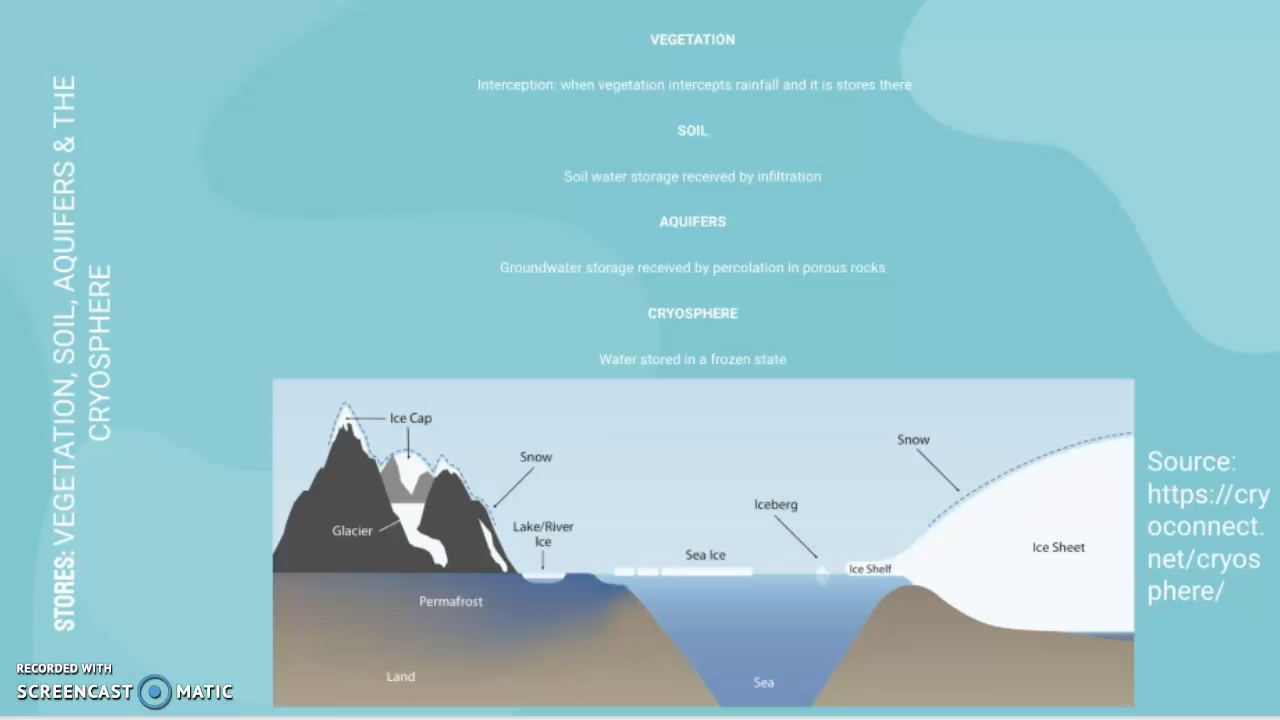 STORES: VEGETATION, SOIL, AQUIFERS & THE
CRYOSPHERE
VEGETATION
Interception: when vegetation intercepts rainfall and it is stores there
SOIL
Soil water storage received by infiltration
AQUIFERS
Groundwater storage received by percolation in porous rocks
CRYOSPHERE
Water stored in a frozen state
Ice Cap
Snow
Glacier
Lake/River
Ice
Permafrost
Land
Sea Ice
Iceberg
Snow
Ice Shelf
Ice Sheet
Sea
Source:
https://cry
oconnect.
net/cryos
phere/
RECORDED WITH
SCREENCAST MATIC